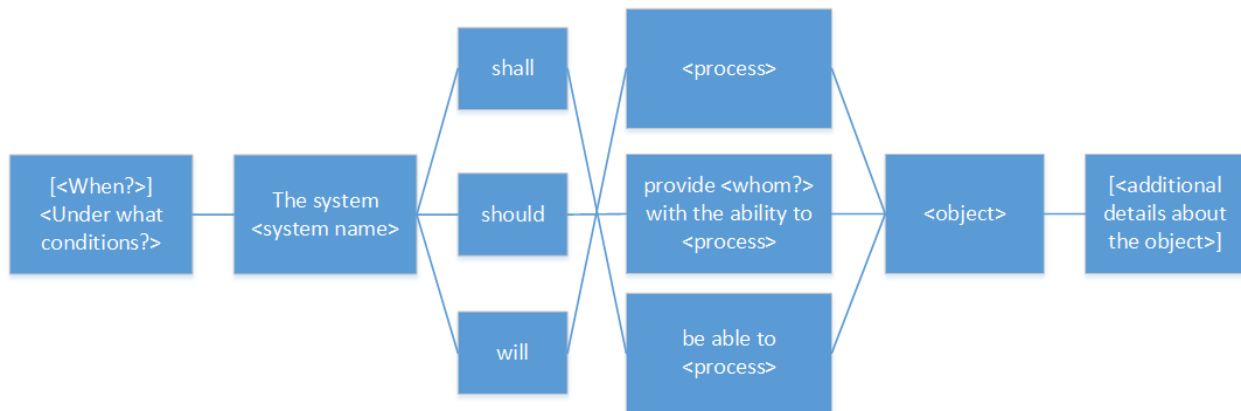 [<When?>]
<Under what
conditions?>
The system
<system name>
shall
should
will
<process>
provide <whom?>
with the ability to
<process>
be able to
<process>
<object>
[<additional
details about
the object>]